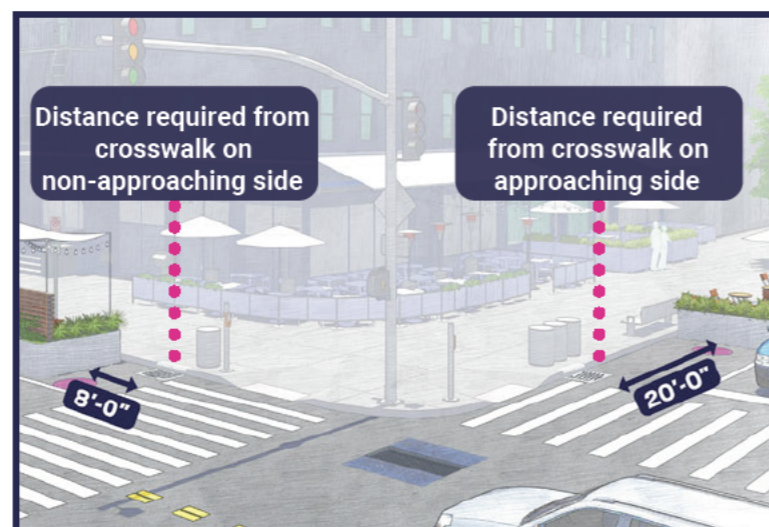 Distance required from
crosswalk on
non-approaching side
Distance required
from crosswalk on
approaching side
8'-0"
20'-0"